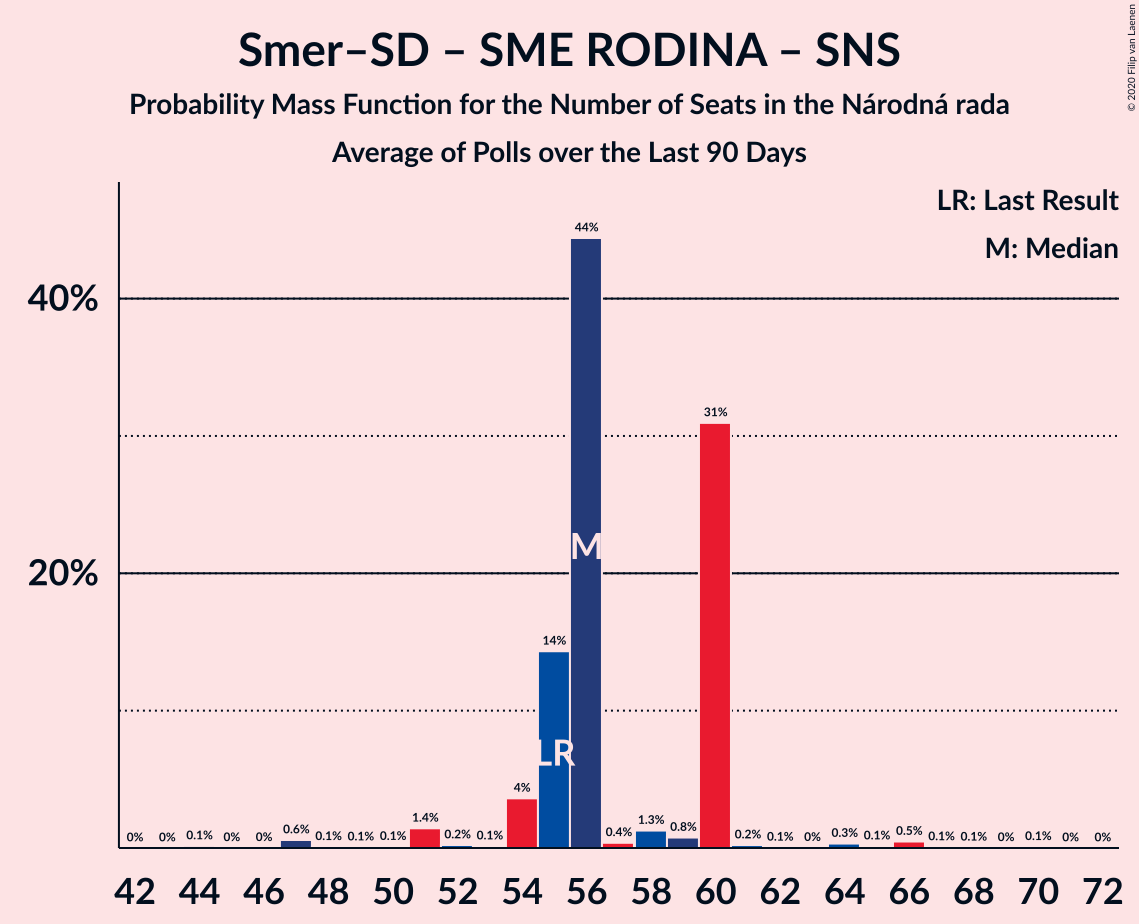 Smer–SD – SME RODINA – SNS
Probability Mass Function for the Number of Seats in the Národná rada
Average of Polls over the Last 90 Days
© 2020 Filip van Laenen
LR: Last Result
M: Median
40%
20%
0% 0% 0.1% 0% 0% 0.6% 0.1% 0.1% 0.1% 1.4% 0.2% 0.1% 4% 14% 44% 0.4% 1.3% 0.8% 31% 0.2% 0.1% 0% 0.3% 0.1% 0.5% 0.1% 0.1% 0% 0.1% 0% 0%
M
LR
42 44 46 48 50 52 54 56 58 60 62 64 66 68 70 72